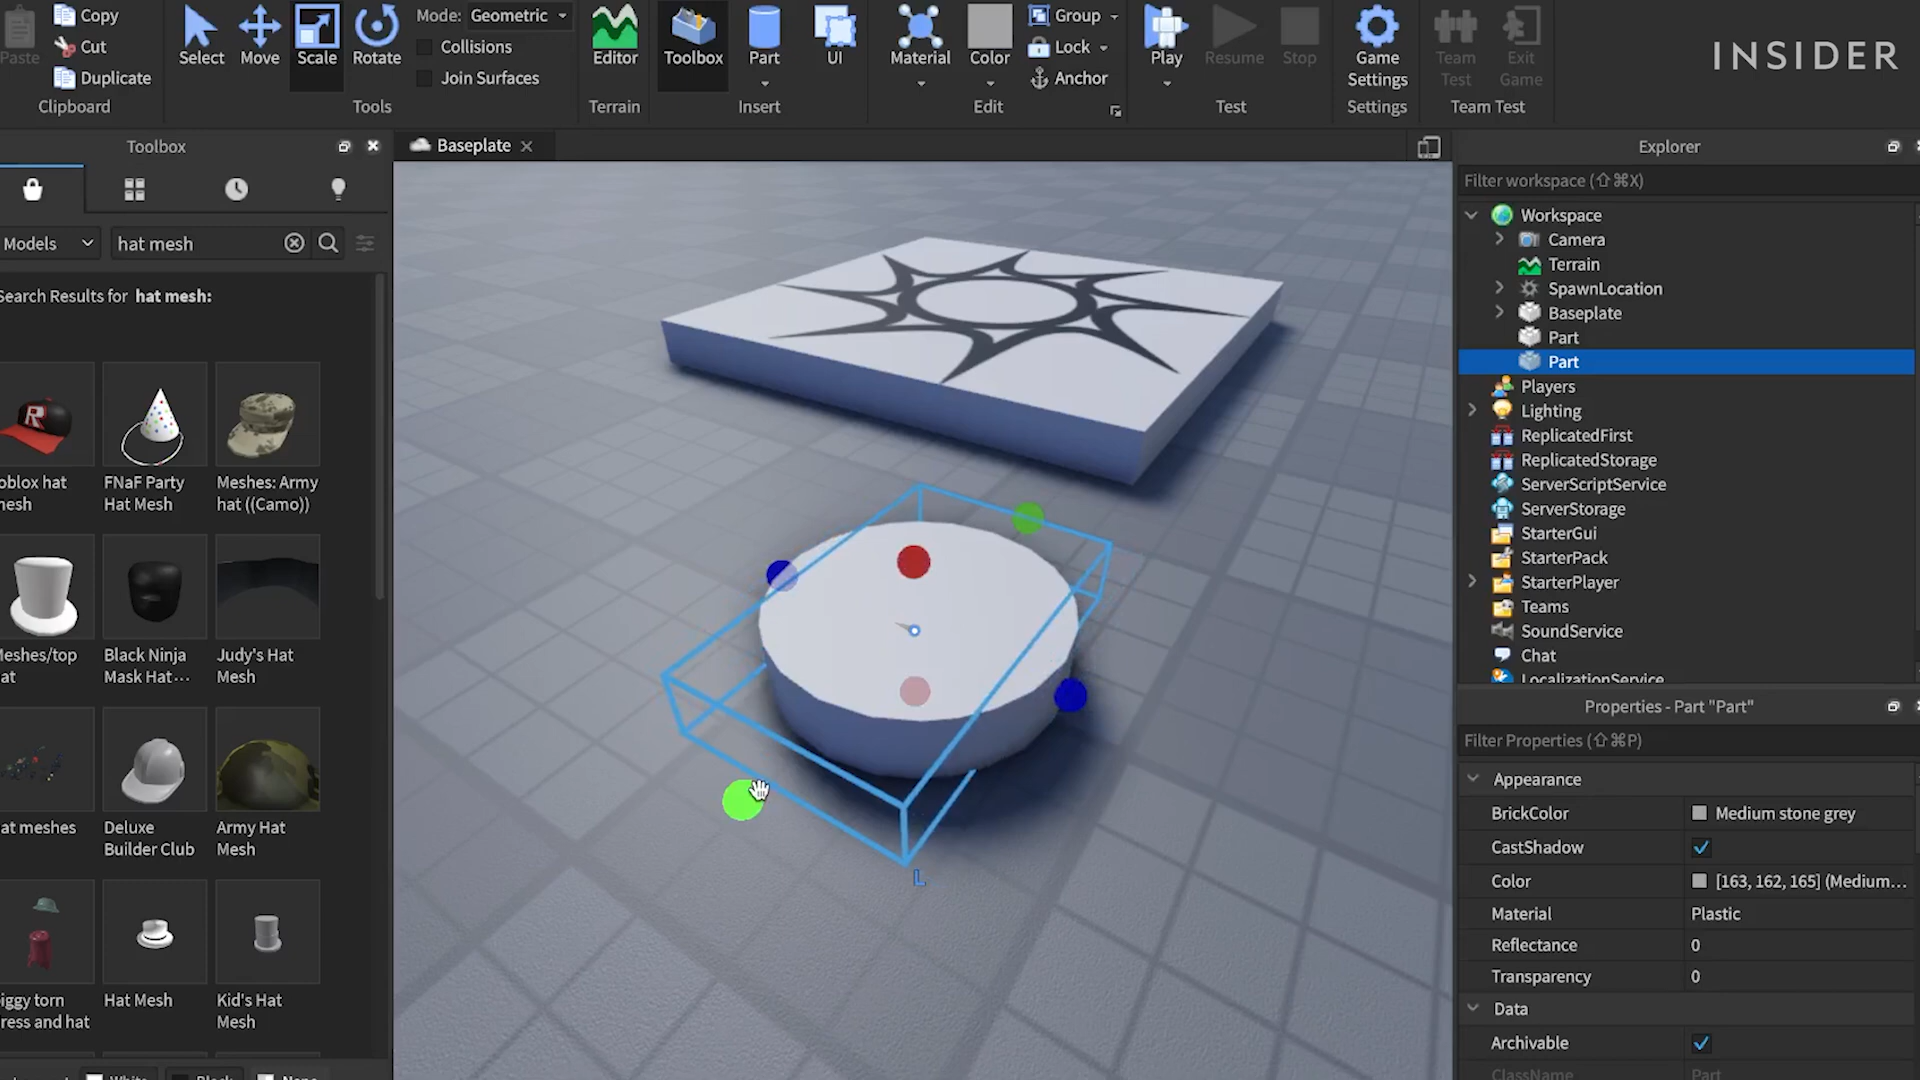 Paste
Copy
Cut
Duplicate
Clipboard
Select
Move
Scale
Rotate
Mode: Geometric
Collisions
Join Surfaces
Tools
Editor
Terrain
Toolbox
Part
UI
Insert
Material
Color
Group
Lock
Anchor
Edit
Play
Resume
Stop
Test
Game
Settings
Settings
Team
Test
Exit
Game
Team Test
INSIDER
Toolbox
Models
hat mesh
Search Results for hat mesh:
R
oblox hat
mesh
FNaF Party
Hat Mesh
Meshes: Army
hat ((Camo))
Meshes/top
at
Black Ninja
Mask Hat...
Judy's Hat
Mesh
at meshes
Deluxe
Builder Club
Army Hat
Mesh
iggy torn
ress and hat
Hat Mesh
Kid's Hat
Mesh
White
Black
None
Baseplate
L
Explorer
Filter workspace (⇧⌘X)
Workspace
Camera
Terrain
SpawnLocation
Baseplate
Part
Part
Players
Lighting
ReplicatedFirst
ReplicatedStorage
ServerScriptService
ServerStorage
StarterGui
StarterPack
StarterPlayer
Teams
SoundService
Chat
LocalizationService
Properties - Part "Part"
Filter Properties (⇧⌘P)
Appearance
BrickColor Medium stone grey
CastShadow
Color [163, 162, 165] (Medium...
Material Plastic
Reflectance 0
Transparency 0
Data
Archivable
ClassName Part